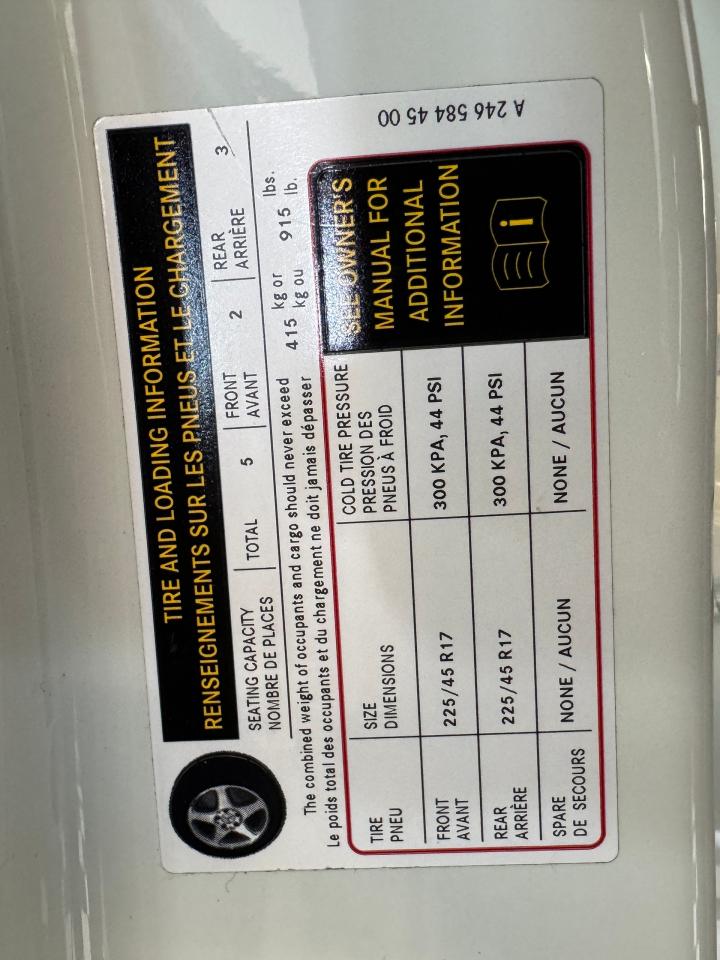 TIRE AND LOADING INFORMATION
RENSEIGNEMENTS SUR LES PNEUS ET LE CHARGEMENT
SEATING CAPACITY
NOMBRE DE PLACES
TOTAL 5
FRONT
AVANT
2
REAR
ARRIÈRE
3
The combined weight of occupants and cargo should never exceed
Le poids total des occupants et du chargement ne doit jamais dépasser
415 kg or
kg ou
915 lbs.
lb.
TIRE
PNEU
SIZE
DIMENSIONS
COLD TIRE PRESSURE
PRESSION DES
PNEUS À FROID
FRONT
AVANT
225/45 R17
300 KPA, 44 PSI
REAR
ARRIÈRE
225/45 R17
300 KPA, 44 PSI
SPARE
DE SECOURS
NONE / AUCUN
NONE / AUCUN
SEE OWNER'S
MANUAL FOR
ADDITIONAL
INFORMATION
i
A 246 584 45 00